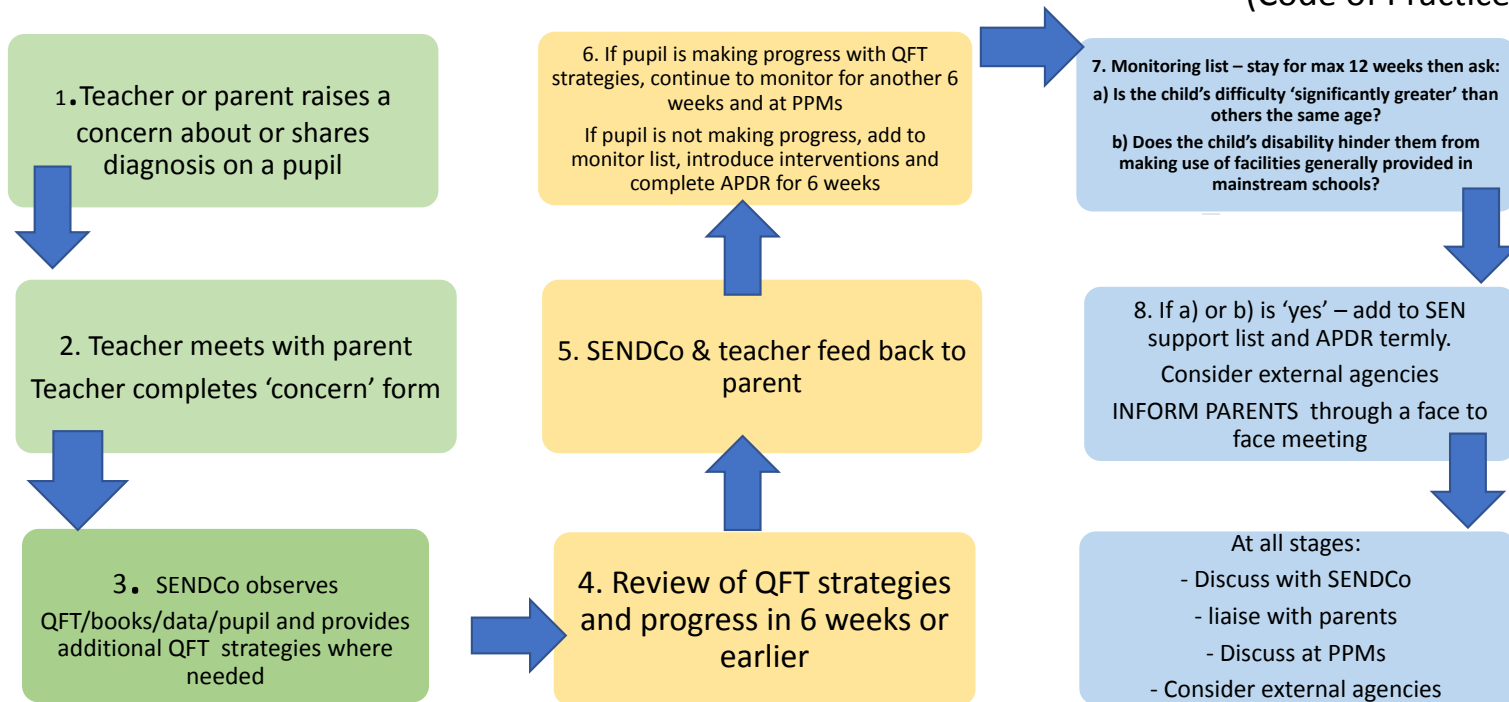 (Code of Practice
1.Teacher or parent raises a
concern about or shares
diagnosis on a pupil
2. Teacher meets with parent
Teacher completes ‘concern’ form
3. SENDCo observes
QFT/books/data/pupil and provides
additional QFT strategies where
needed
4. Review of QFT strategies
and progress in 6 weeks or
earlier
5. SENDCo & teacher feed back to
parent
6. If pupil is making progress with QFT
strategies, continue to monitor for another 6
weeks and at PPMs
If pupil is not making progress, add to
monitor list, introduce interventions and
complete APDR for 6 weeks
7. Monitoring list – stay for max 12 weeks then ask:
a) Is the child’s difficulty ‘significantly greater’ than
others the same age?
b) Does the child’s disability hinder them from
making use of facilities generally provided in
mainstream schools?
8. If a) or b) is ‘yes’ – add to SEN
support list and APDR termly.
Consider external agencies
INFORM PARENTS through a face to
face meeting
At all stages:
- Discuss with SENDCo
- liaise with parents
- Discuss at PPMs
- Consider external agencies